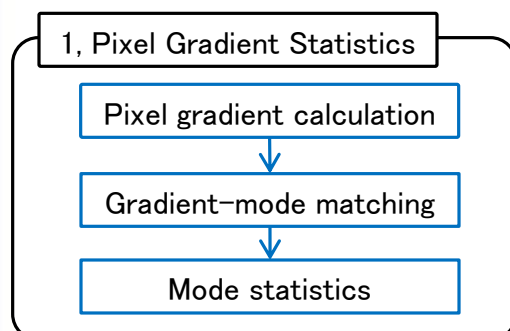 1, Pixel Gradient Statistics
Pixel gradient calculation
Gradient-mode matching
Mode statistics